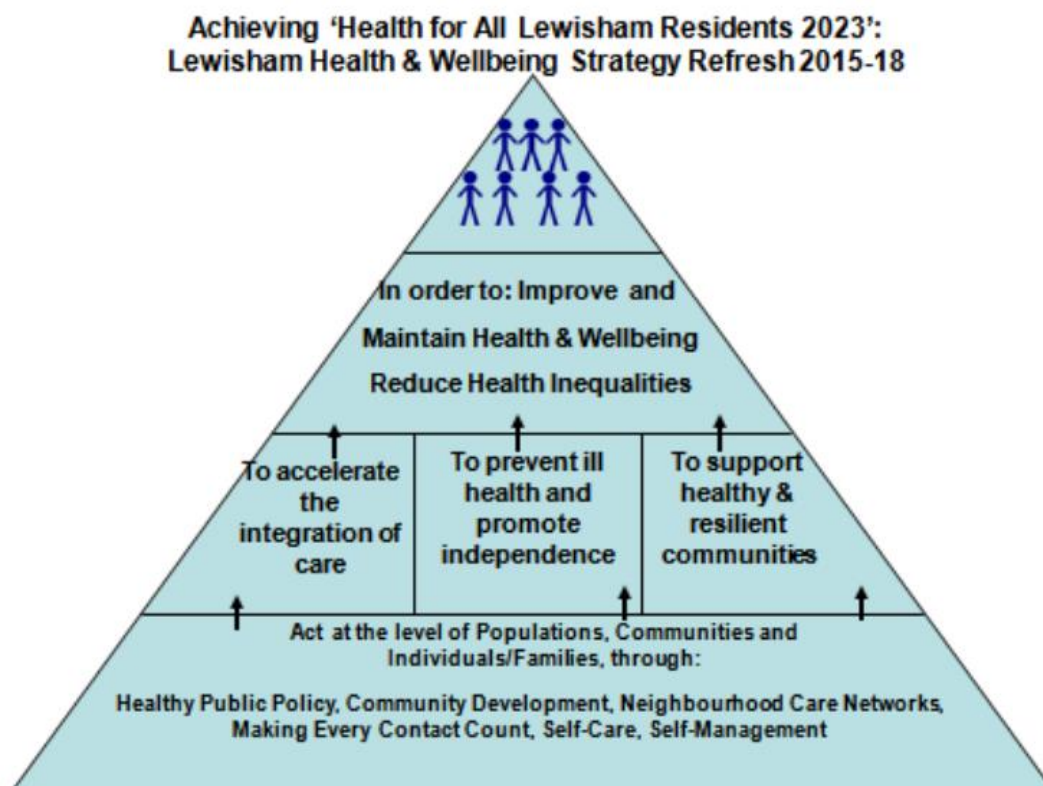 Achieving ‘Health for All Lewisham Residents 2023’:
Lewisham Health & Wellbeing Strategy Refresh 2015-18
In order to: Improve and
Maintain Health & Wellbeing
Reduce Health Inequalities
To accelerate
the
integration of
care
To prevent ill
health and
promote
independence
To support
healthy &
resilient
communities
Act at the level of Populations, Communities and
Individuals/Families, through:
Healthy Public Policy, Community Development, Neighbourhood Care Networks,
Making Every Contact Count, Self-Care, Self-Management